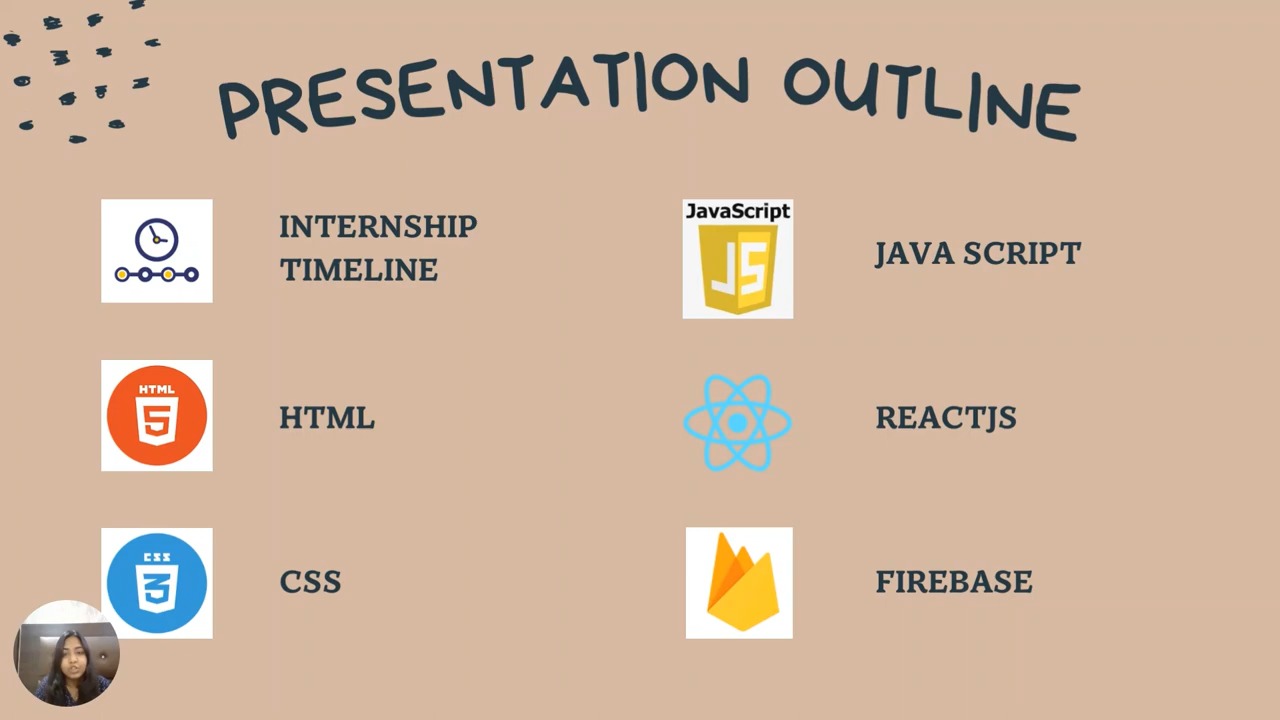 PRESENTATION OUTLINE
INTERNSHIP
TIMELINE
JavaScript
JS
JAVA SCRIPT
HTML
5
HTML
REACTJS
CSS
3
CSS
FIREBASE